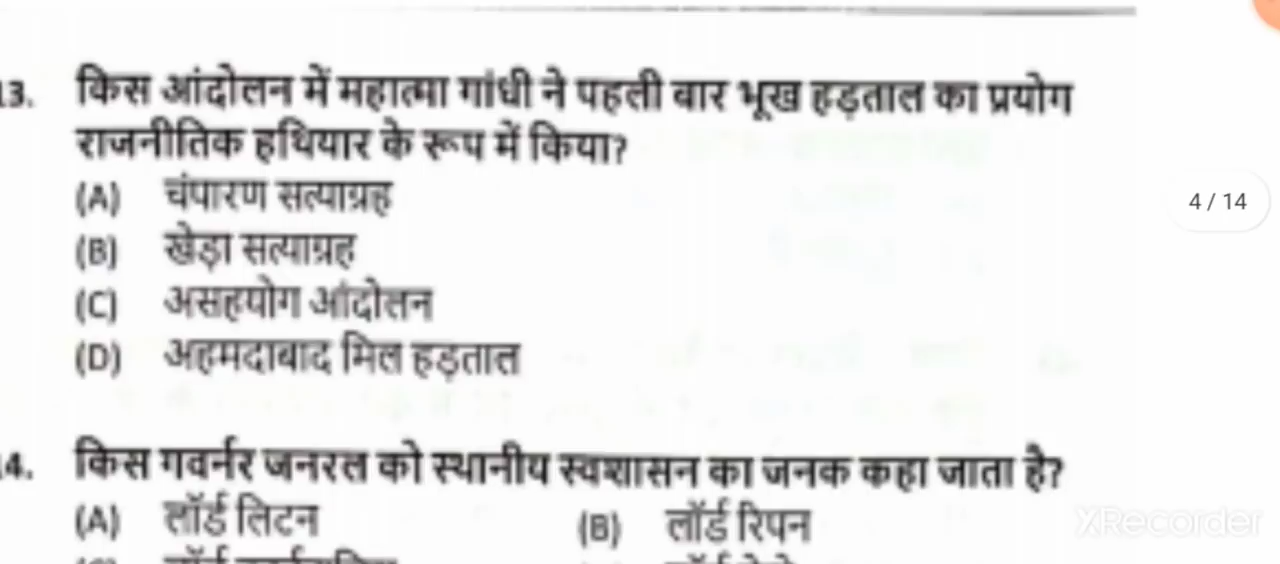 13. किस आंदोलन में महात्मा गांधी ने पहली बार भूख हड़ताल का प्रयोग
राजनीतिक हथियार के रूप में किया?
(A) चंपारण सत्याग्रह
4 / 14
(B) खेड़ा सत्याग्रह
(C) असहयोग आंदोलन
(D) अहमदाबाद मिल हड़ताल
14. किस गवर्नर जनरल को स्थानीय स्वशासन का जनक कहा जाता है?
(A) लॉर्ड लिटन (B) लॉर्ड रिपन
XRecorder